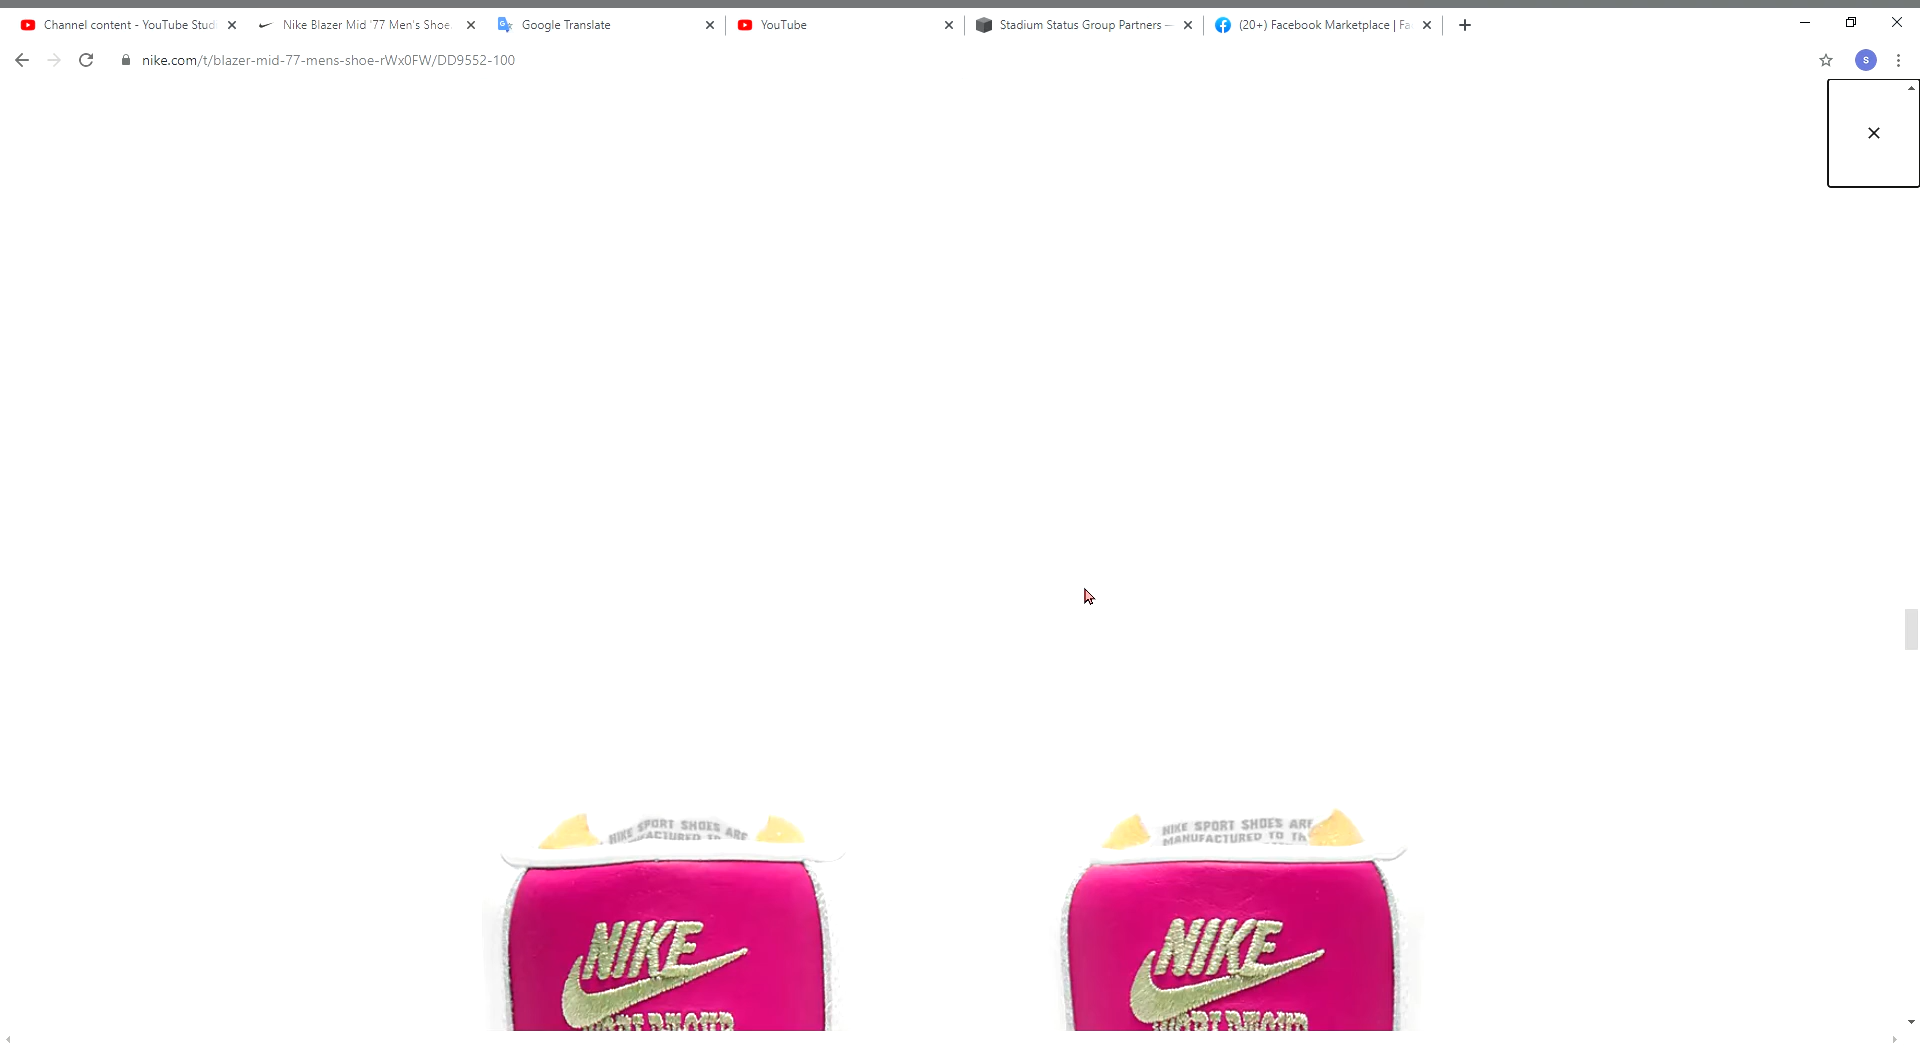 Channel content - YouTube Stud
Nike Blazer Mid '77 Men's Shoe.
Google Translate
YouTube
Stadium Status Group Partners –
(20+) Facebook Marketplace | Fa
nike.com/t/blazer-mid-77-mens-shoe-rWx0FW/DD9552-100
S
NIKE SPORT SHOES ARE
NIKE SPORT SHOES ARE
MANUFACTURED TO
NIKE
NIKE